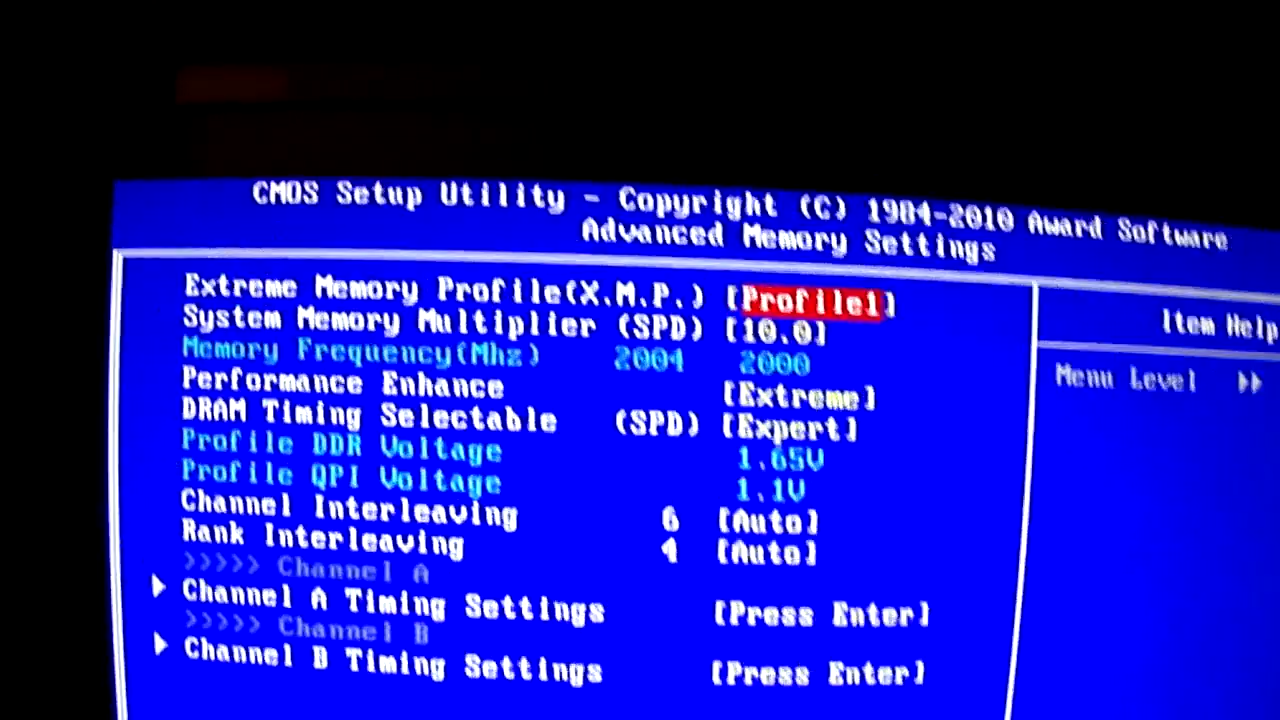 CMOS Setup Utility - Copyright (C) 1984-2010 Award Software
Advanced Memory Settings
Extreme Memory Profile(X.M.P.) [Profile1]
System Memory Multiplier (SPD) [10.0]
Memory Frequency(Mhz) 2004 2000
Performance Enhance [Extreme]
DRAM Timing Selectable (SPD) [Expert]
Profile DDR Voltage 1.65V
Profile QPI Voltage 1.1V
Channel Interleaving 6 [Auto]
Rank Interleaving 4 [Auto]
>>>>> Channel A
Channel A Timing Settings [Press Enter]
>>>>> Channel B
Channel B Timing Settings [Press Enter]
Item Help
Menu Level ▶▶